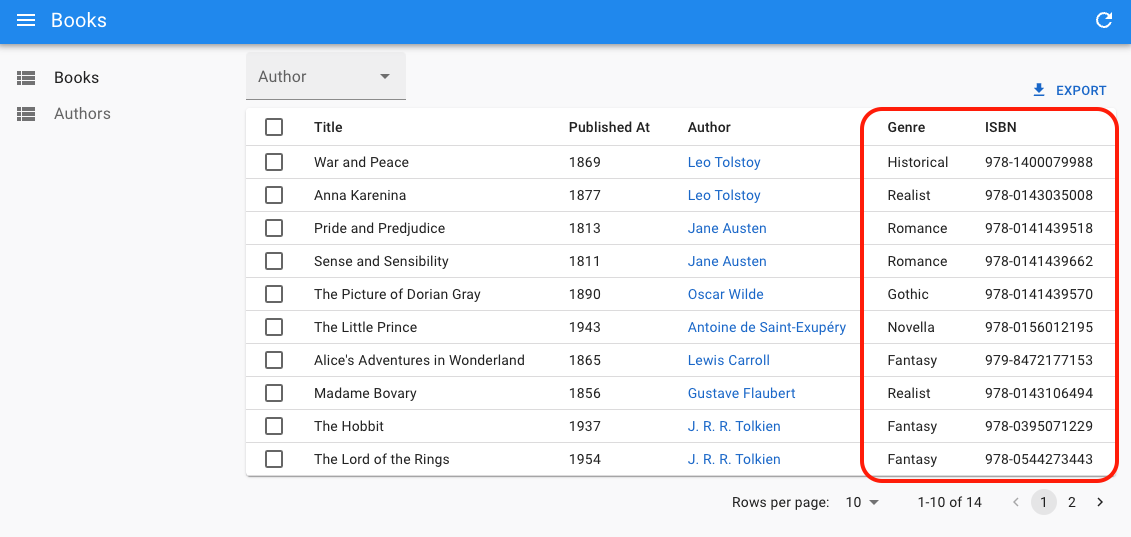 Books
Books
Authors
Author
EXPORT
Title Published At Author Genre ISBN
War and Peace 1869 Leo Tolstoy Historical 978-1400079988
Anna Karenina 1877 Leo Tolstoy Realist 978-0143035008
Pride and Predjudice 1813 Jane Austen Romance 978-0141439518
Sense and Sensibility 1811 Jane Austen Romance 978-0141439662
The Picture of Dorian Gray 1890 Oscar Wilde Gothic 978-0141439570
The Little Prince 1943 Antoine de Saint-Exupéry Novella 978-0156012195
Alice's Adventures in Wonderland 1865 Lewis Carroll Fantasy 979-8472177153
Madame Bovary 1856 Gustave Flaubert Realist 978-0143106494
The Hobbit 1937 J. R. R. Tolkien Fantasy 978-0395071229
The Lord of the Rings 1954 J. R. R. Tolkien Fantasy 978-0544273443
Rows per page: 10 1-10 of 14 1 2